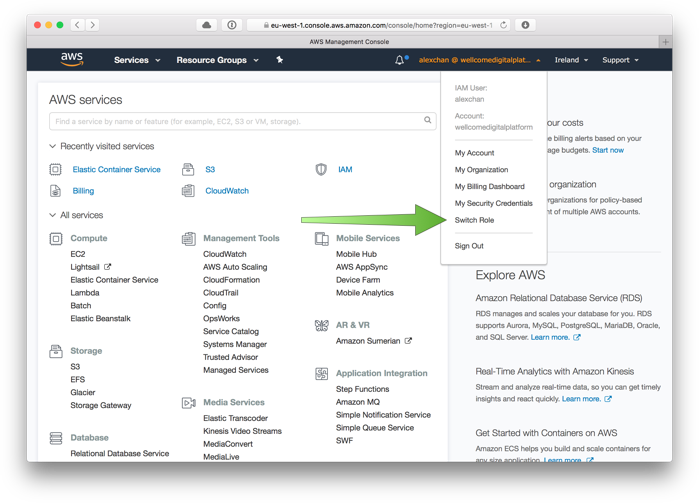 eu-west-1.console.aws.amazon.com/console/home?region=eu-west-1
AWS Management Console
aws
Services
Resource Groups
alexchan @ wellcomedigitalplat...
Ireland
Support
IAM User:
alexchan
Account:
wellcomedigitalplatform
My Account
My Organization
My Billing Dashboard
My Security Credentials
Switch Role
Sign Out
AWS services
Find a service by name or feature (for example, EC2, S3 or VM, storage).
Recently visited services
Elastic Container Service
S3
IAM
Billing
CloudWatch
All services
Compute
EC2
Lightsail
Elastic Container Service
Lambda
Batch
Elastic Beanstalk
Storage
S3
EFS
Glacier
Storage Gateway
Database
Relational Database Service
Management Tools
CloudWatch
AWS Auto Scaling
CloudFormation
CloudTrail
Config
OpsWorks
Service Catalog
Systems Manager
Trusted Advisor
Managed Services
Media Services
Elastic Transcoder
Kinesis Video Streams
MediaConvert
MediaLive
Mobile Services
Mobile Hub
AWS AppSync
Device Farm
Mobile Analytics
AR & VR
Amazon Sumerian
Application Integration
Step Functions
Amazon MQ
Simple Notification Service
Simple Queue Service
SWF
our costs
billing alerts based on your
age budgets. Start now
organization
organizations for policy-based
nt of multiple AWS accounts.
Explore AWS
Amazon Relational Database Service (RDS)
RDS manages and scales your database for you. RDS
supports Aurora, MySQL, PostgreSQL, MariaDB, Oracle,
and SQL Server. Learn more.
Real-Time Analytics with Amazon Kinesis
Stream and analyze real-time data, so you can get timely
insights and react quickly. Learn more.
Get Started with Containers on AWS
Amazon ECS helps you build and scale containers for
any size application. Learn more.